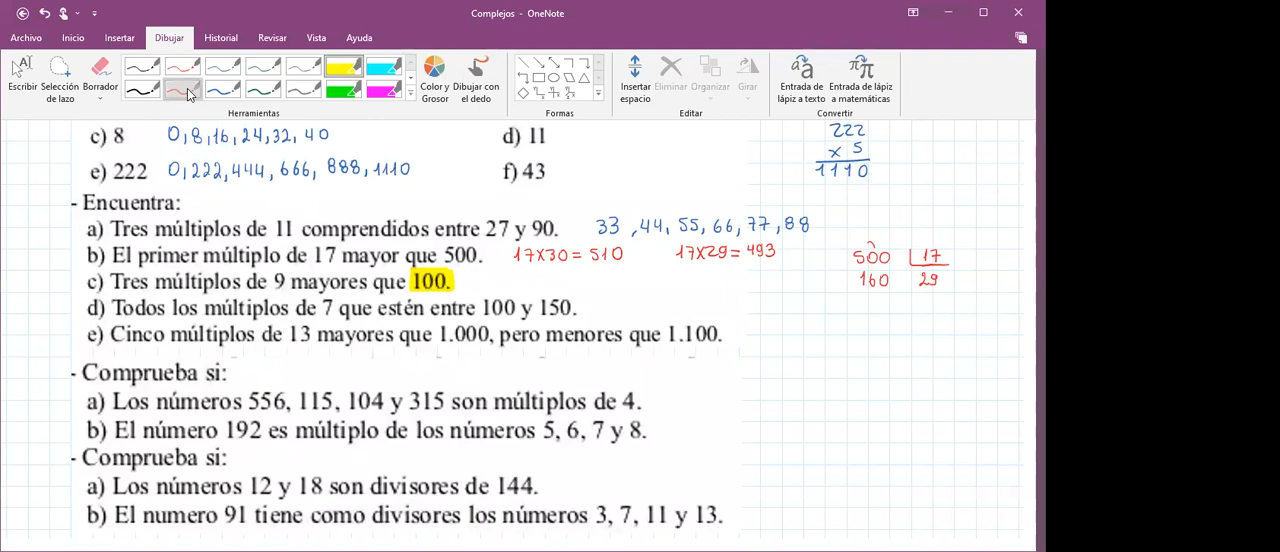 Complejos - OneNote
Archivo Inicio Insertar Dibujar Historial Revisar Vista Ayuda
Escribir Selección de lazo Borrador Color y Grosor Dibujar con el dedo Insertar espacio Eliminar Organizar Girar Entrada de lápiz a texto Entrada de lápiz a matemáticas
Herramientas Formas Editar Convertir
c) 8 0, 8, 16, 24, 32, 40 d) 11 222
x 5
e) 222 0, 222, 444, 666, 888, 1110 f) 43 1110
- Encuentra:
a) Tres múltiplos de 11 comprendidos entre 27 y 90. 33, 44, 55, 66, 77, 88
b) El primer múltiplo de 17 mayor que 500. 17x30 = 510 17x29 = 493 500 17
c) Tres múltiplos de 9 mayores que 100. 160 29
d) Todos los múltiplos de 7 que estén entre 100 y 150.
e) Cinco múltiplos de 13 mayores que 1.000, pero menores que 1.100.
- Comprueba si:
a) Los números 556, 115, 104 y 315 son múltiplos de 4.
b) El número 192 es múltiplo de los números 5, 6, 7 y 8.
- Comprueba si:
a) Los números 12 y 18 son divisores de 144.
b) El numero 91 tiene como divisores los números 3, 7, 11 y 13.